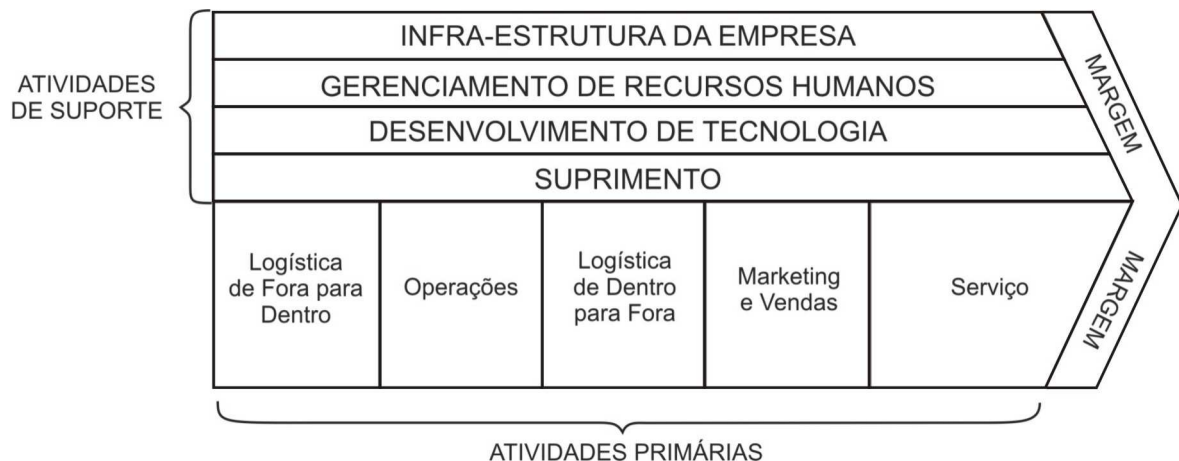 INFRA-ESTRUTURA DA EMPRESA
ATIVIDADES
DE SUPORTE
GERENCIAMENTO DE RECURSOS HUMANOS
DESENVOLVIMENTO DE TECNOLOGIA
SUPRIMENTO
MARGEM
Logística
de Fora para
Dentro
Operações
Logística
de Dentro
para Fora
Marketing
e Vendas
Serviço
MARGEM
ATIVIDADES PRIMÁRIAS